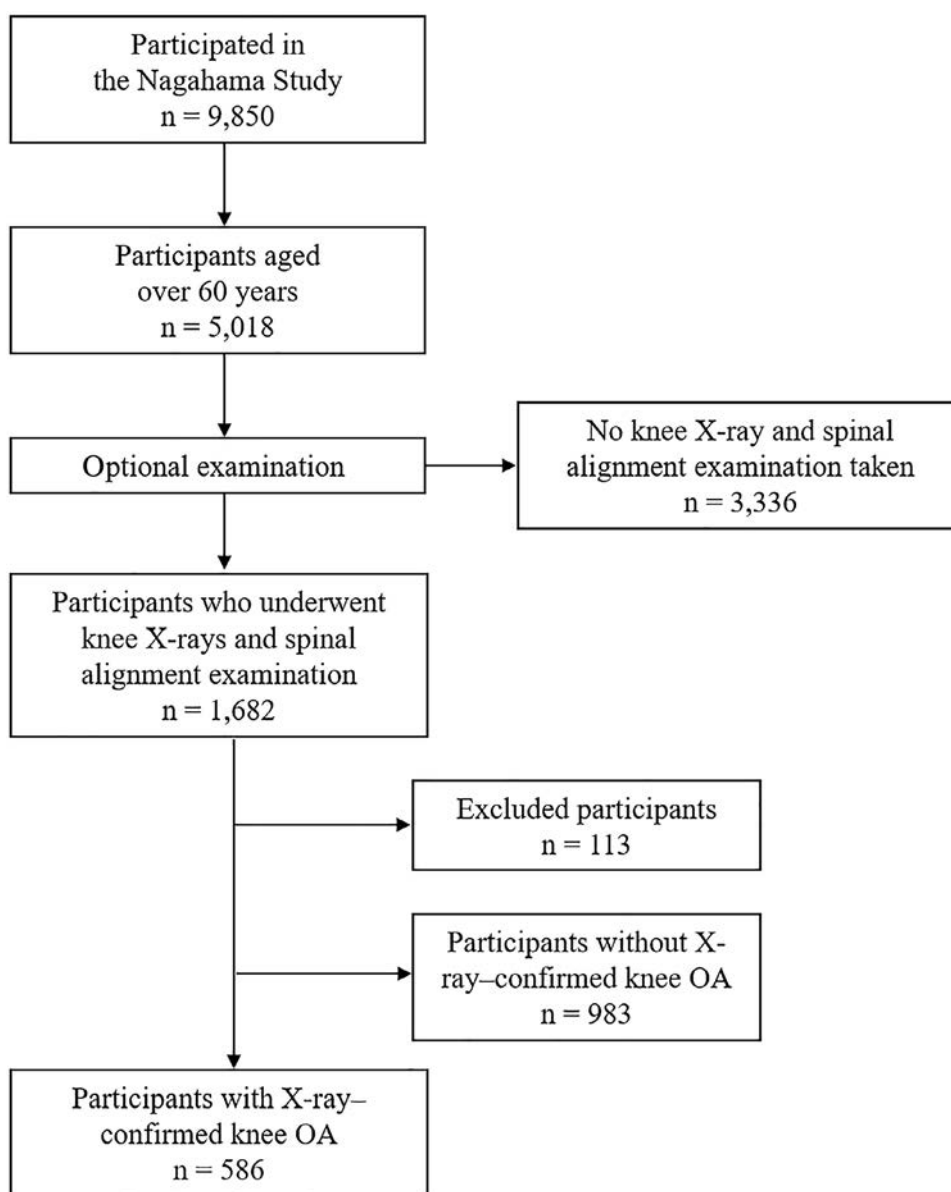 Participated in
the Nagahama Study
n = 9,850
Participants aged
over 60 years
n = 5,018
Optional examination
No knee X-ray and spinal
alignment examination taken
n = 3,336
Participants who underwent
knee X-rays and spinal
alignment examination
n = 1,682
Excluded participants
n = 113
Participants without X-
ray–confirmed knee OA
n = 983
Participants with X-ray–
confirmed knee OA
n = 586